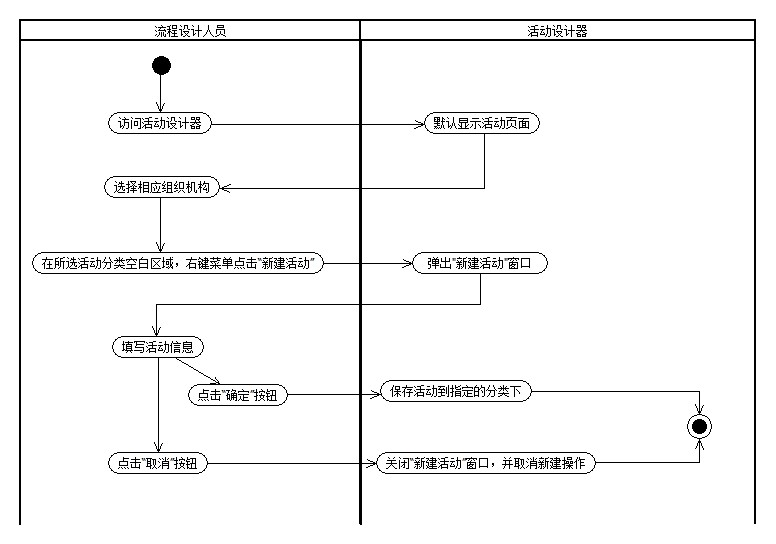 流程设计人员
活动设计器
访问活动设计器
默认显示活动页面
选择相应组织机构
在所选活动分类空白区域，右键菜单点击“新建活动”
弹出“新建活动”窗口
填写活动信息
点击“确定”按钮
保存活动到指定的分类下
点击“取消”按钮
关闭“新建活动”窗口，并取消新建操作